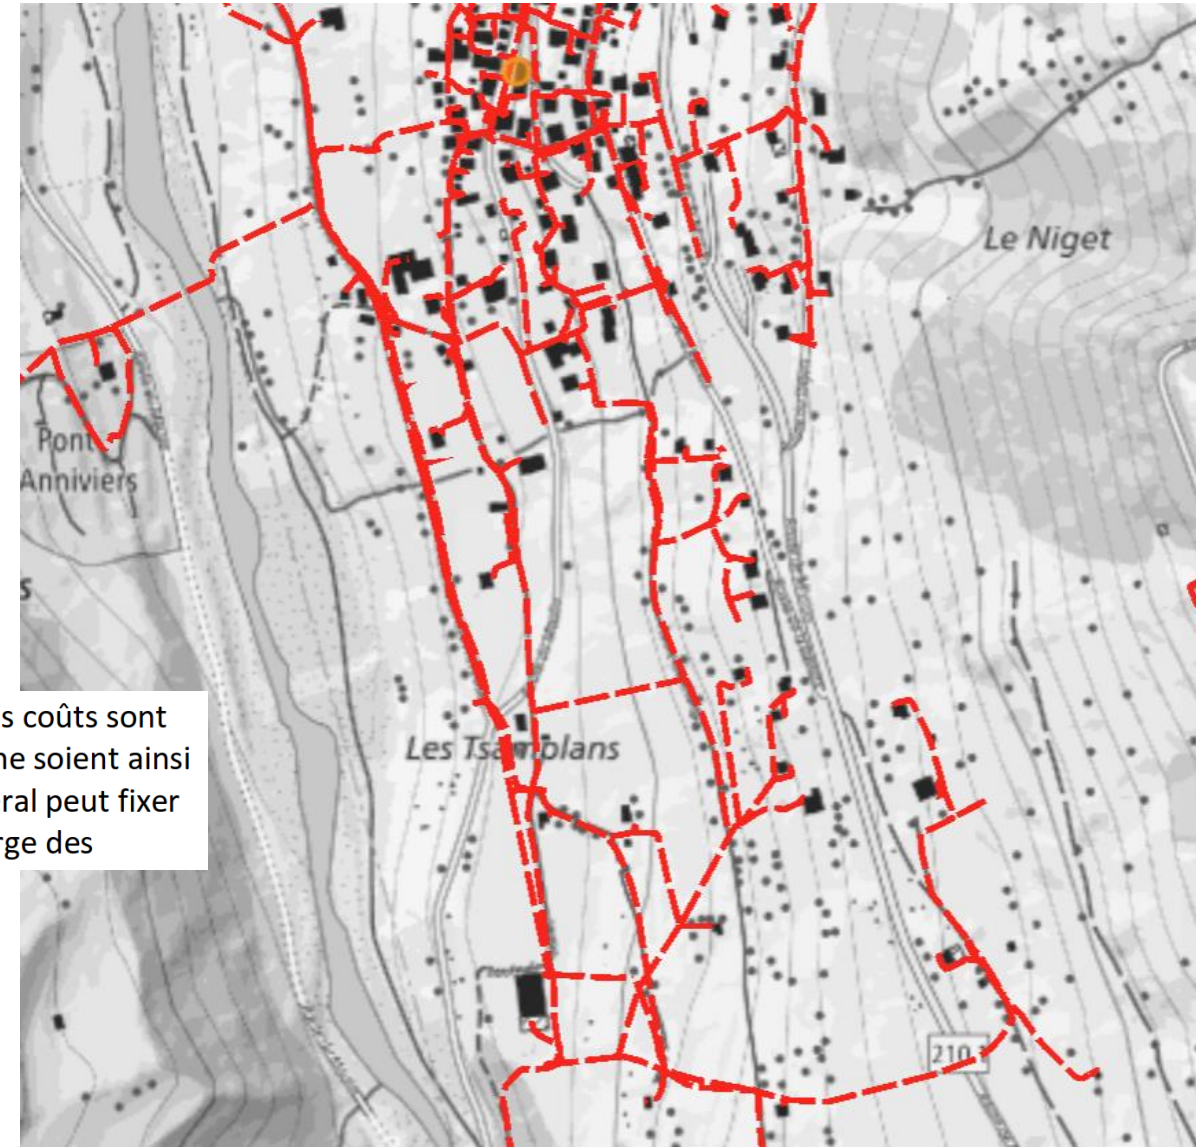 Le Niget
Pont
Anniviers
s
s coûts sont
ne soient ainsi
ral peut fixer
rge des
Les Tsamblans
210